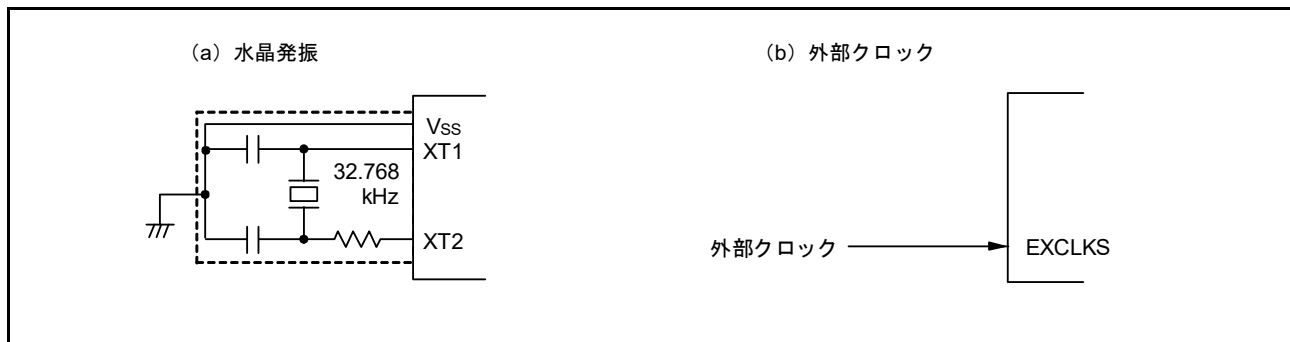 (a) 水晶発振
VSS
XT1
32.768
kHz
XT2
(b) 外部クロック
外部クロック
EXCLKS